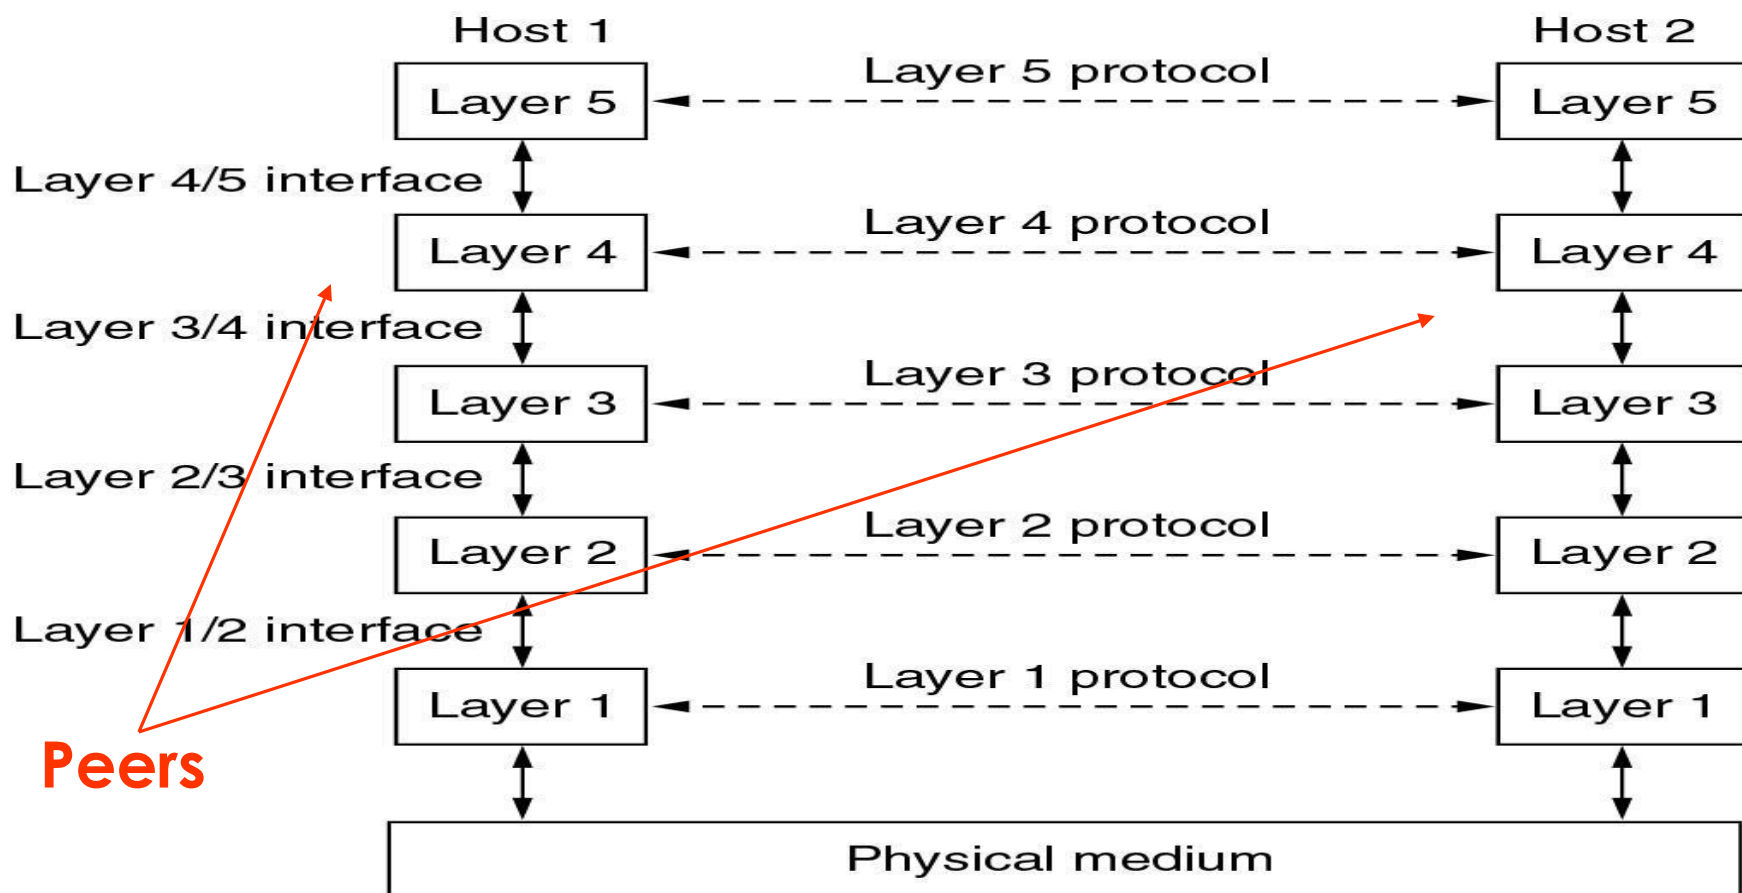 Host 1
Host 2
Layer 5 protocol
Layer 5
Layer 5
Layer 4/5 interface
Layer 4 protocol
Layer 4
Layer 4
Layer 3/4 interface
Layer 3 protocol
Layer 3
Layer 3
Layer 2/3 interface
Layer 2 protocol
Layer 2
Layer 2
Layer 1/2 interface
Layer 1 protocol
Layer 1
Layer 1
Peers
Physical medium